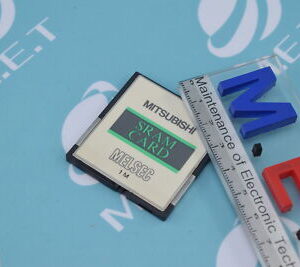 MITSUBISHI
SRAM
CARD
MELSEC
1M
Maintenance of Electronic Tech
M.
E